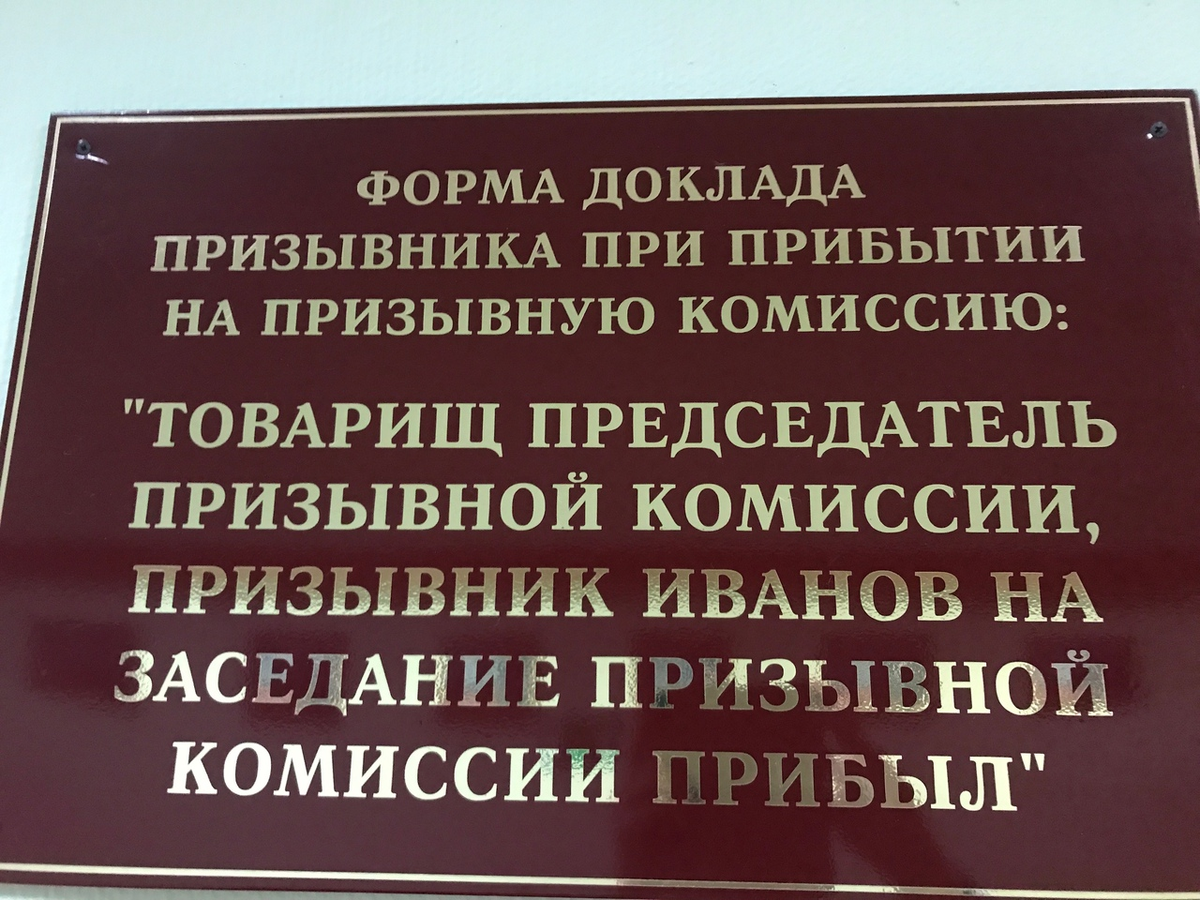 ФОРМА ДОКЛАДА
ПРИЗЫВНИКА ПРИ ПРИБЫТИИ
НА ПРИЗЫВНУЮ КОМИССИЮ:
"ТОВАРИЩ ПРЕДСЕДАТЕЛЬ
ПРИЗЫВНОЙ КОМИССИИ,
ПРИЗЫВНИК ИВАНОВ НА
ЗАСЕДАНИЕ ПРИЗЫВНОЙ
КОМИССИИ ПРИБЫЛ"